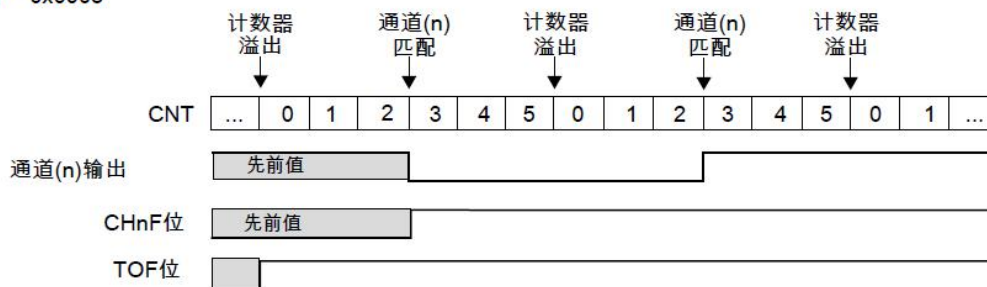 计数器 通道(n) 计数器 通道(n) 计数器
溢出 匹配 溢出 匹配 溢出
CNT ... 0 1 2 3 4 5 0 1 2 3 4 5 0 1 ...
通道(n)输出 先前值
CHnF位 先前值
TOF位